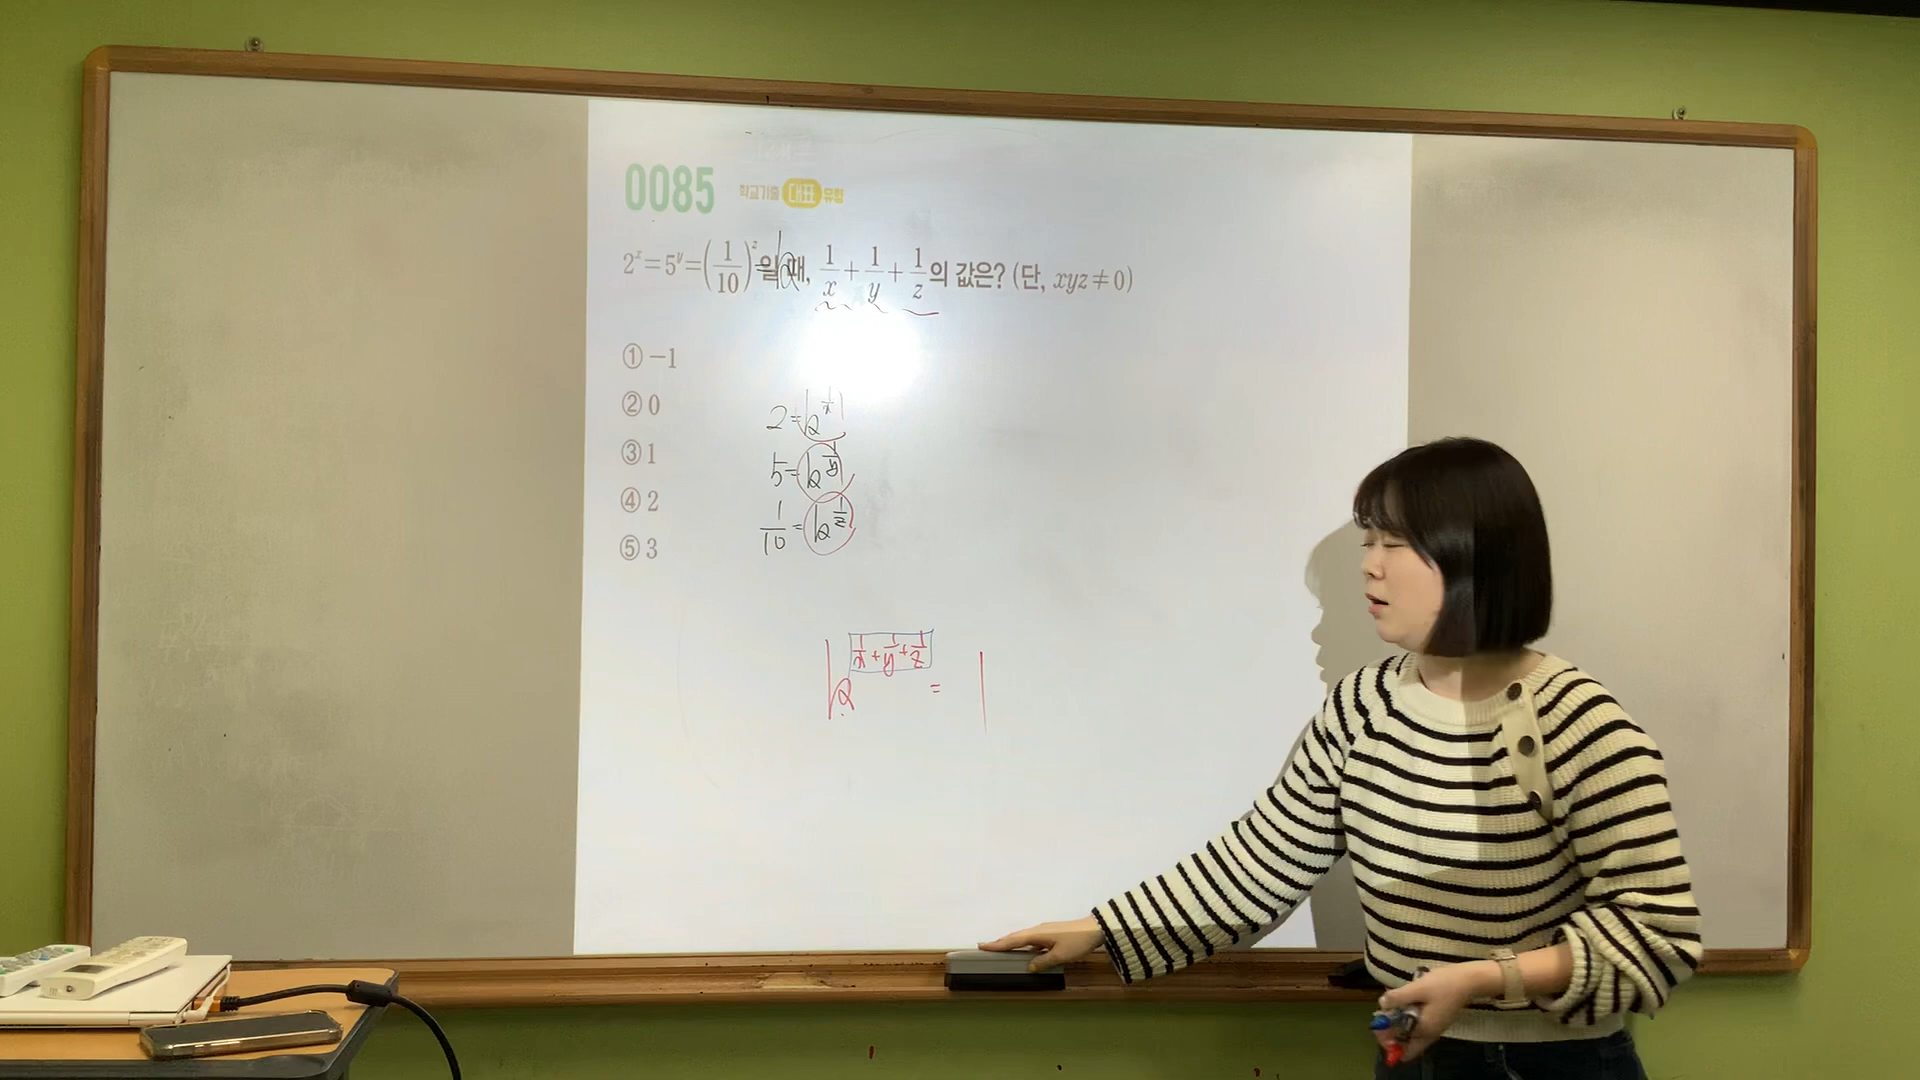 0085 학교기출 대표 유형
2^x=5^y=(1/10)^z=k일 때, 1/x+1/y+1/z의 값은? (단, xyz≠0)
① -1
② 0
③ 1
④ 2
⑤ 3
2=k^(1/x)
5=k^(1/y)
1/10=k^(1/z)
k^(1/x+1/y+1/z) = 1